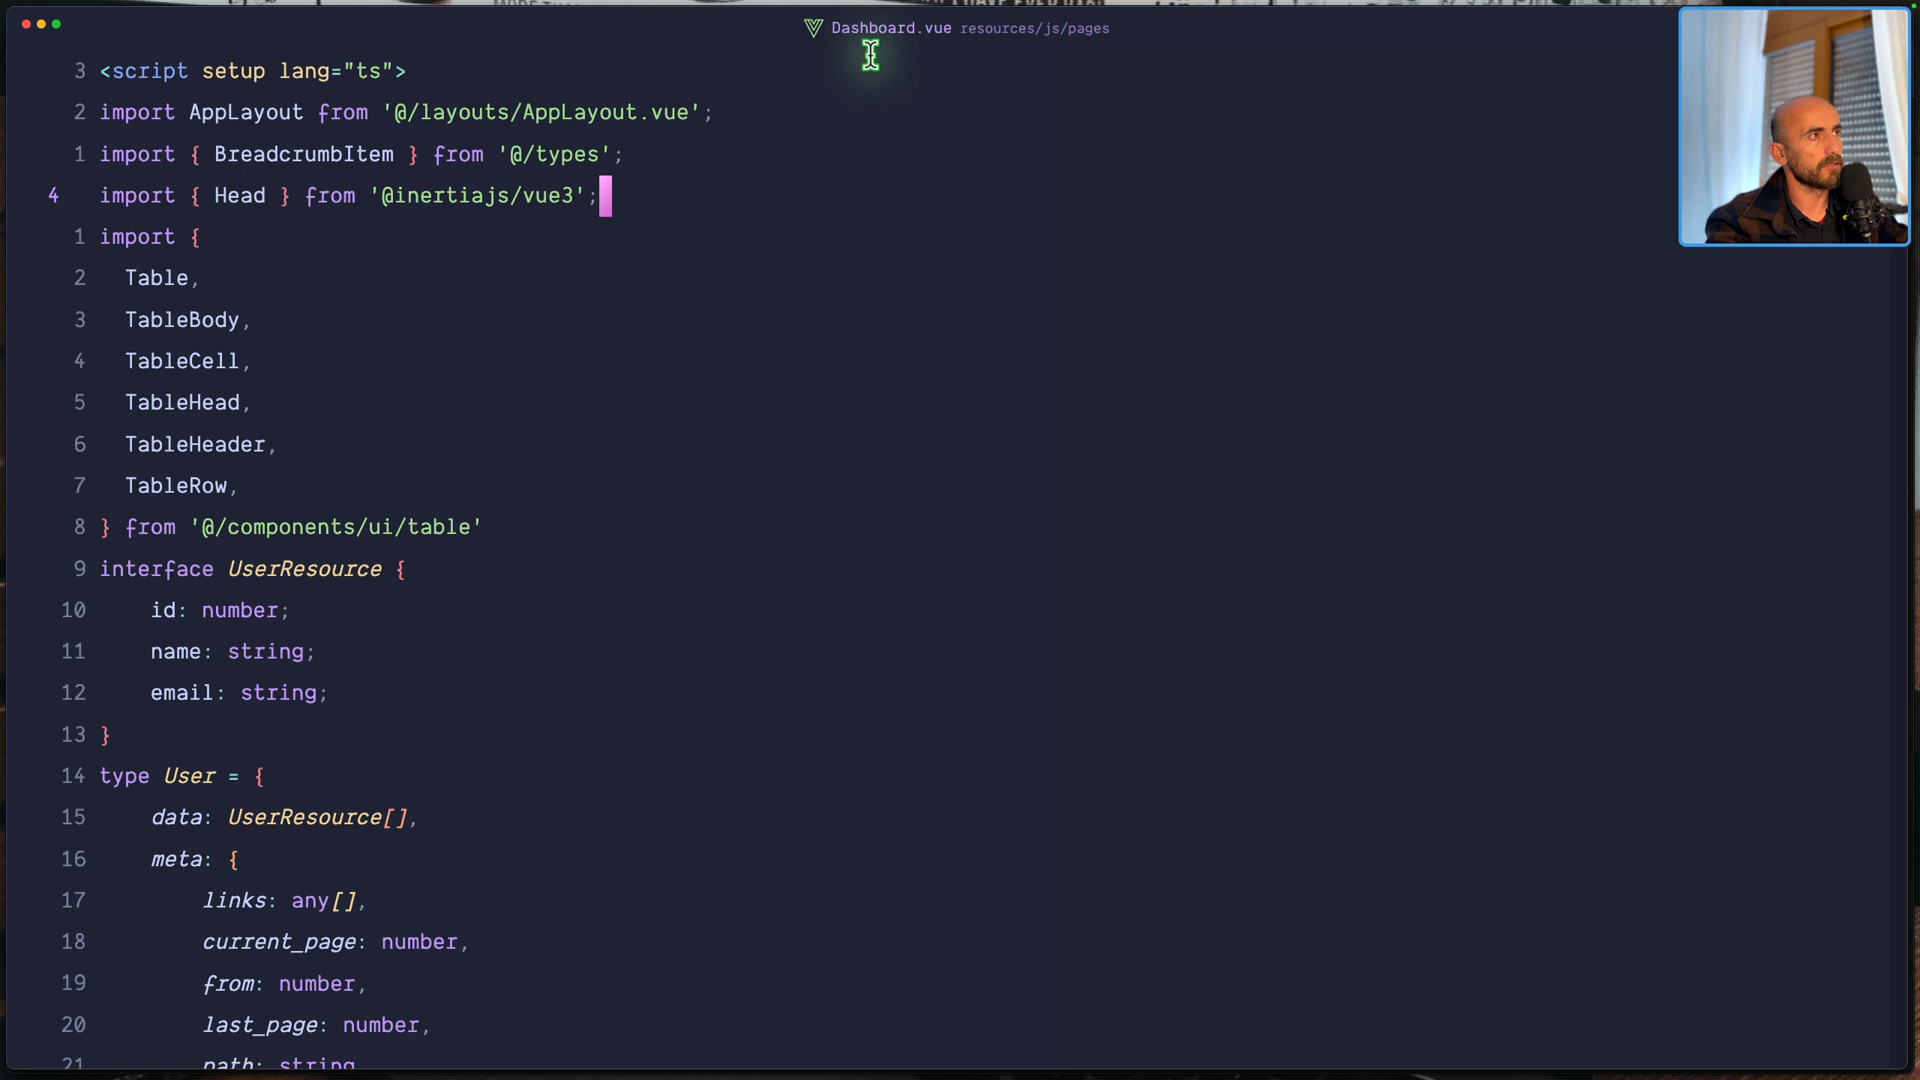 Dashboard.vue resources/js/pages
3 <script setup lang="ts">
2 import AppLayout from '@/layouts/AppLayout.vue';
1 import { BreadcrumbItem } from '@/types';
4 import { Head } from '@inertiajs/vue3';
1 import {
2 Table,
3 TableBody,
4 TableCell,
5 TableHead,
6 TableHeader,
7 TableRow,
8 } from '@/components/ui/table'
9 interface UserResource {
10 id: number;
11 name: string;
12 email: string;
13 }
14 type User = {
15 data: UserResource[],
16 meta: {
17 links: any[],
18 current_page: number,
19 from: number,
20 last_page: number,
21 path: string